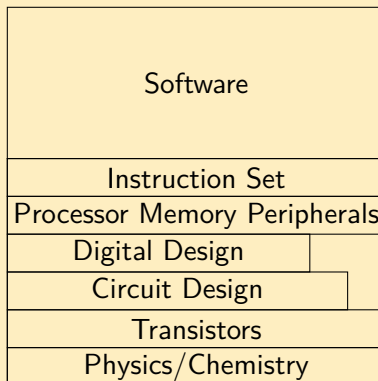 Software
Instruction Set
Processor Memory Peripherals
Digital Design
Circuit Design
Transistors
Physics/Chemistry